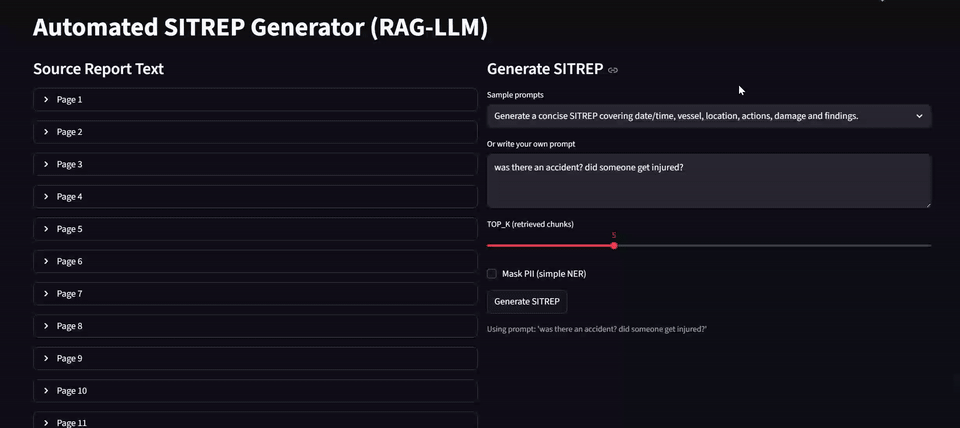 Automated SITREP Generator (RAG-LLM)
Source Report Text
Page 1
Page 2
Page 3
Page 4
Page 5
Page 6
Page 7
Page 8
Page 9
Page 10
Page 11
Generate SITREP
Sample prompts
Generate a concise SITREP covering date/time, vessel, location, actions, damage and findings.
Or write your own prompt
was there an accident? did someone get injured?
TOP_K (retrieved chunks)
5
Mask PII (simple NER)
Generate SITREP
Using prompt: 'was there an accident? did someone get injured?'